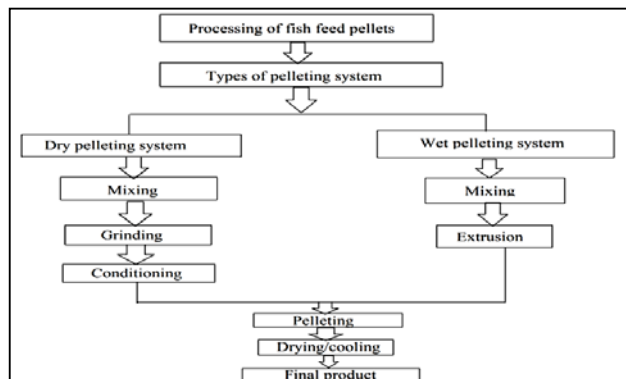 Processing of fish feed pellets
Types of pelleting system
Dry pelleting system
Wet pelleting system
Mixing
Mixing
Grinding
Extrusion
Conditioning
Pelleting
Drying/cooling
Final product